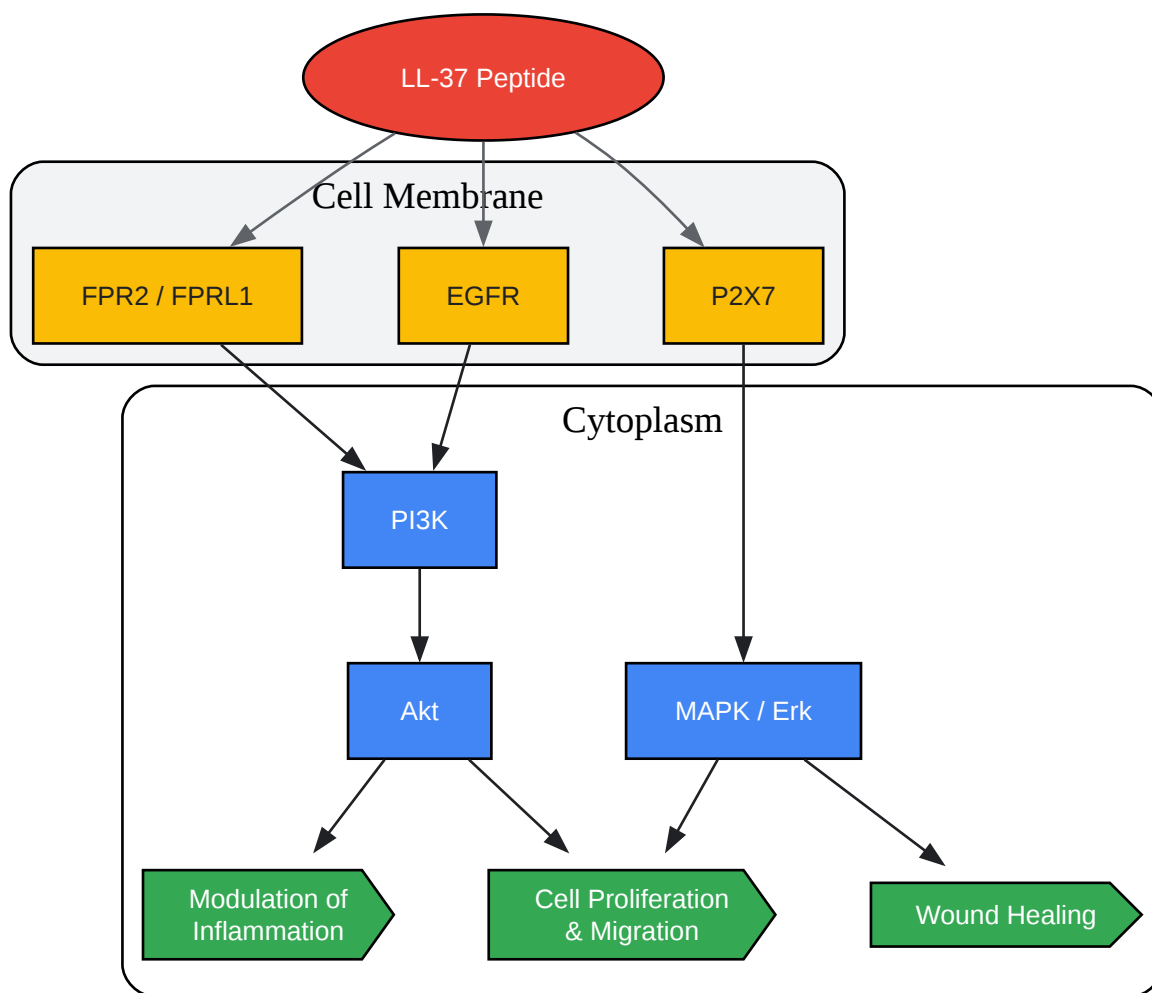 LL-37 Peptide
Cell Membrane
FPR2 / FPRL1
EGFR
P2X7
Cytoplasm
PI3K
Akt
MAPK / Erk
Modulation of
Inflammation
Cell Proliferation
& Migration
Wound Healing